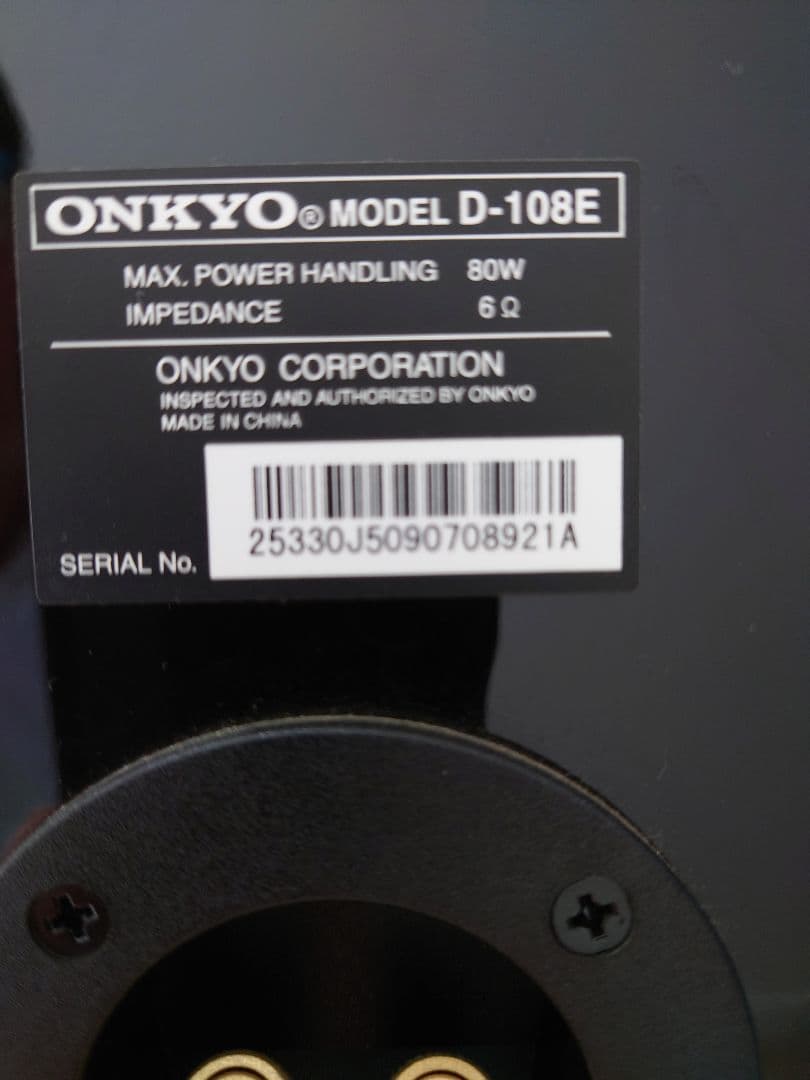 ONKYO® MODEL D-108E
MAX. POWER HANDLING 80W
IMPEDANCE 6Ω
ONKYO CORPORATION
INSPECTED AND AUTHORIZED BY ONKYO
MADE IN CHINA
25330J5090708921A
SERIAL No.